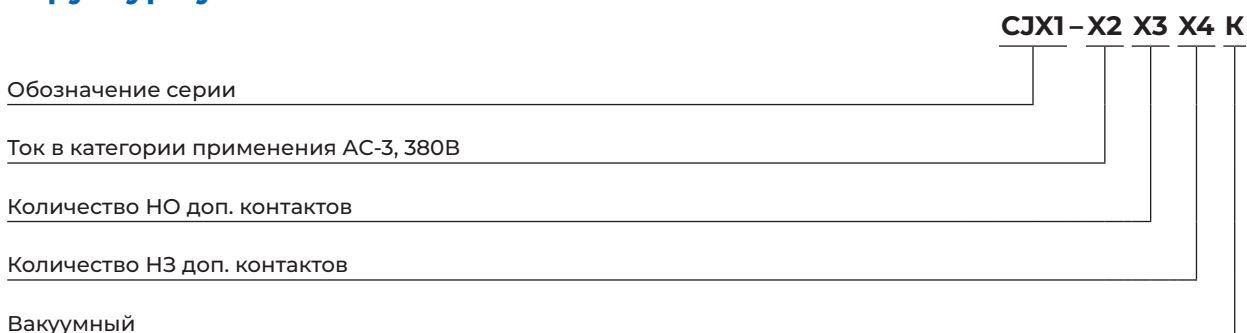 CJX1 – X2 X3 X4 К
Обозначение серии
Ток в категории применения АС-3, 380В
Количество НО доп. контактов
Количество НЗ доп. контактов
Вакуумный